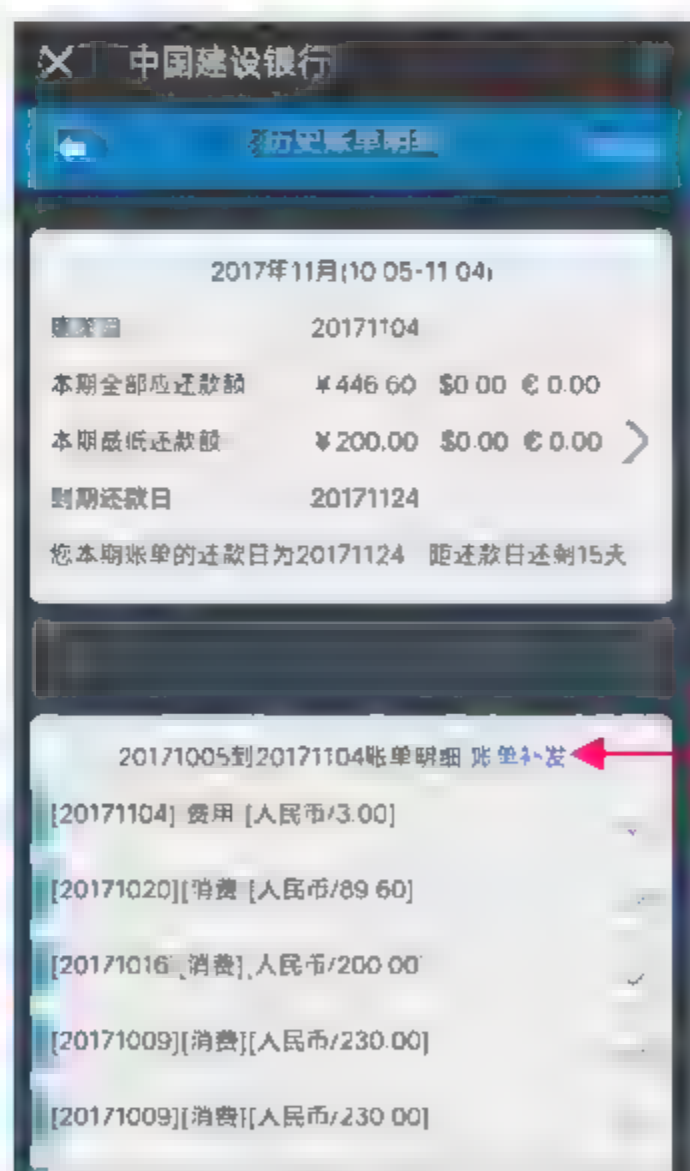 中国建设银行
历史账单明细
2017年11月(10.05-11.04)
20171104
本期全部应还款额 ¥446.60 $0.00 €0.00
本期最低还款额 ¥200.00 $0.00 €0.00
到期还款日 20171124
您本期账单的还款日为20171124 距还款日还剩15天
20171005到20171104账单明细 账单补发
[20171104] 费用 [人民币/3.00]
[20171020][消费][人民币/89.60]
[20171016][消费][人民币/200.00]
[20171009][消费][人民币/230.00]
[20171009][消费][人民币/230.00]